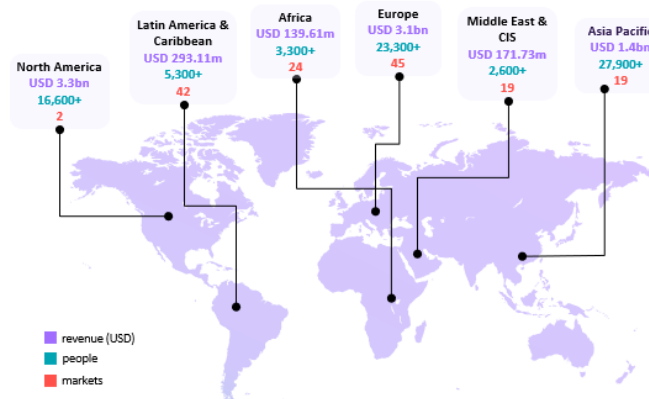 North America
USD 3.3bn
16,600+
2
Latin America &
Caribbean
USD 293.11m
5,300+
42
Africa
USD 139.61m
3,300+
24
Europe
USD 3.1bn
23,300+
45
Middle East &
CIS
USD 171.73m
2,600+
19
Asia Pacific
USD 1.4bn
27,900+
19
revenue (USD)
people
markets